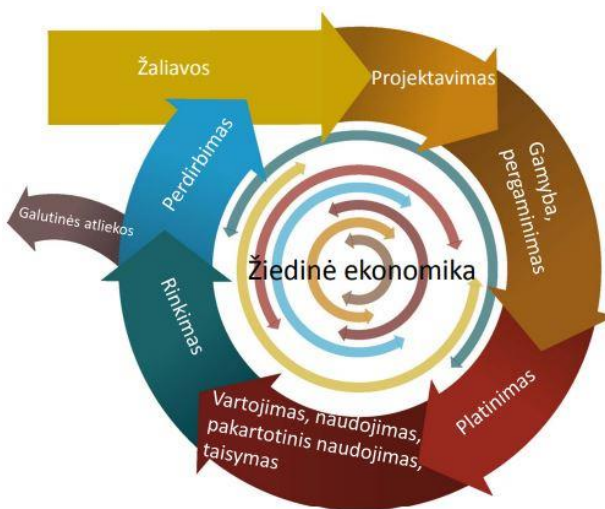 Žaliavos
Projektavimas
Gamyba,
pergaminimas
Platinimas
Vartojimas, naudojimas,
pakartotinis naudojimas,
taisymas
Rinkimas
Galutinės atliekos
Perdirbimas
Žiedinė ekonomika